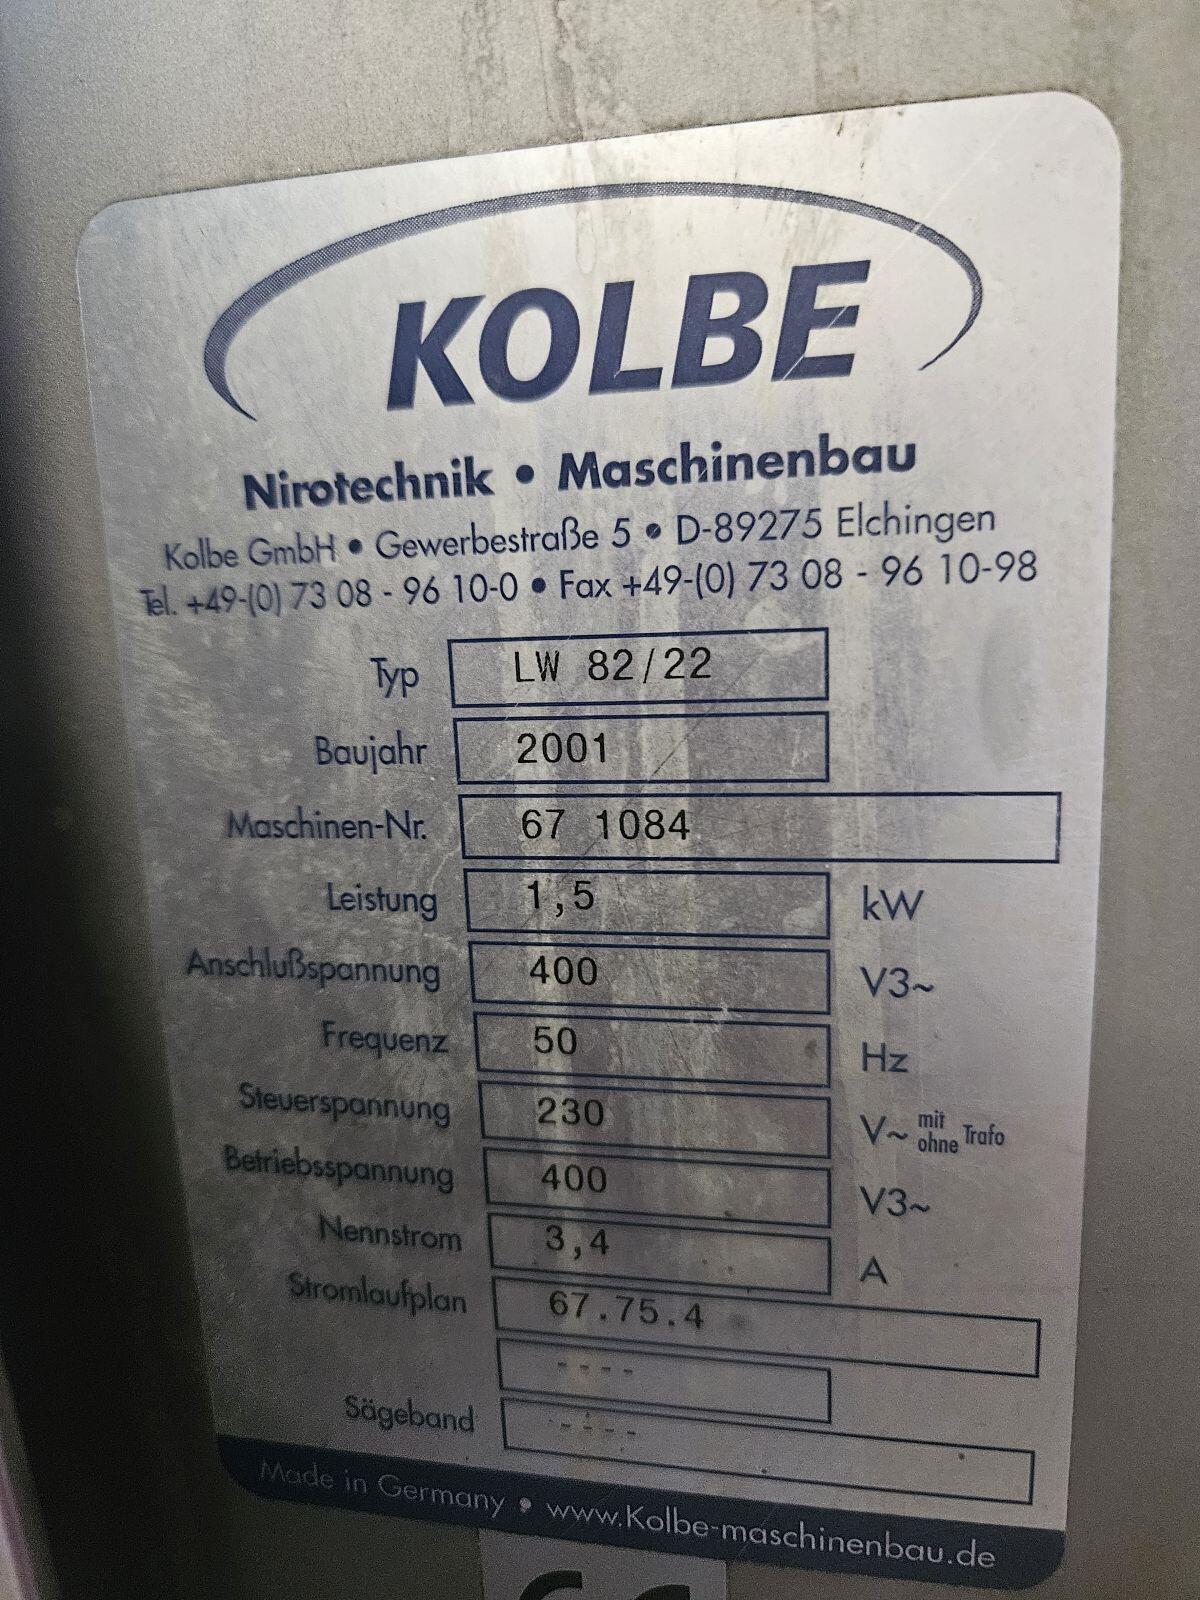 KOLBE
Nirotechnik • Maschinenbau
Kolbe GmbH • Gewerbestraße 5 • D-89275 Elchingen
Tel. +49-(0) 73 08 - 96 10-0 • Fax +49-(0) 73 08 - 96 10-98
Typ LW 82/22
Baujahr 2001
Maschinen-Nr. 67 1084
Leistung 1,5 kW
Anschlußspannung 400 V3~
Frequenz 50 Hz
Steuerspannung 230 V~ mit ohne Trafo
Betriebsspannung 400 V3~
Nennstrom 3,4 A
Stromlaufplan 67.75.4
----
Sägeband ----
Made in Germany • www.Kolbe-maschinenbau.de
CE